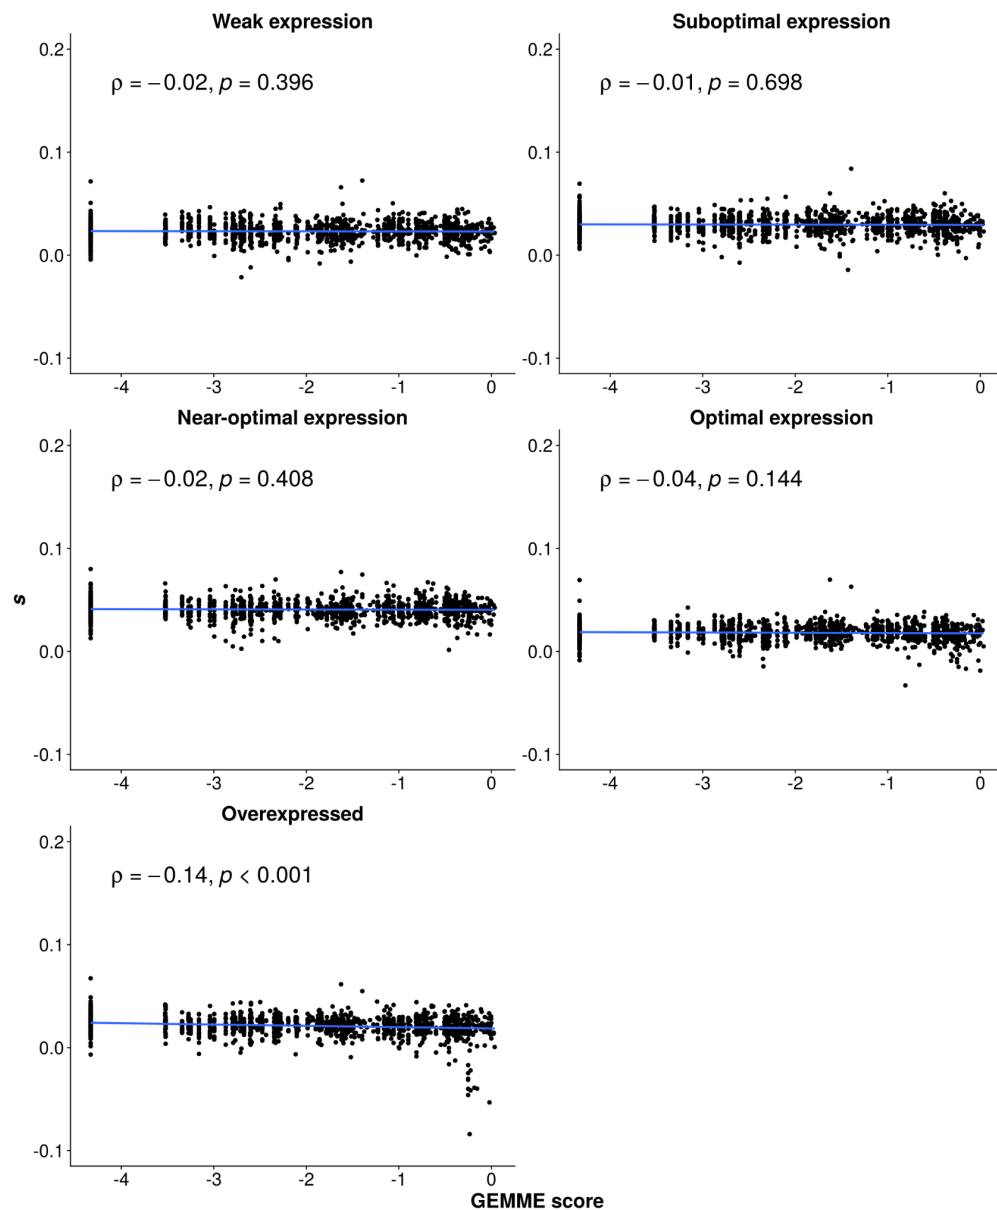 Weak expression
ρ = −0.02, p = 0.396
0.2
0.1
0.0
-0.1
-4 -3 -2 -1 0
Suboptimal expression
ρ = −0.01, p = 0.698
0.2
0.1
0.0
-0.1
-4 -3 -2 -1 0
Near-optimal expression
ρ = −0.02, p = 0.408
0.2
0.1
0.0
-0.1
-4 -3 -2 -1 0
Optimal expression
ρ = −0.04, p = 0.144
0.2
0.1
0.0
-0.1
-4 -3 -2 -1 0
s
Overexpressed
ρ = −0.14, p < 0.001
0.2
0.1
0.0
-0.1
-4 -3 -2 -1 0
GEMME score